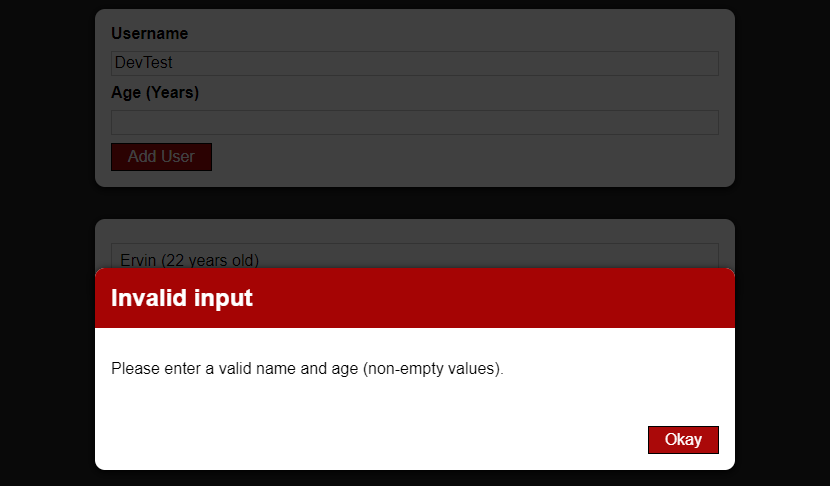 Username
DevTest
Age (Years)
Add User
Ervin (22 years old)
Invalid input
Please enter a valid name and age (non-empty values).
Okay